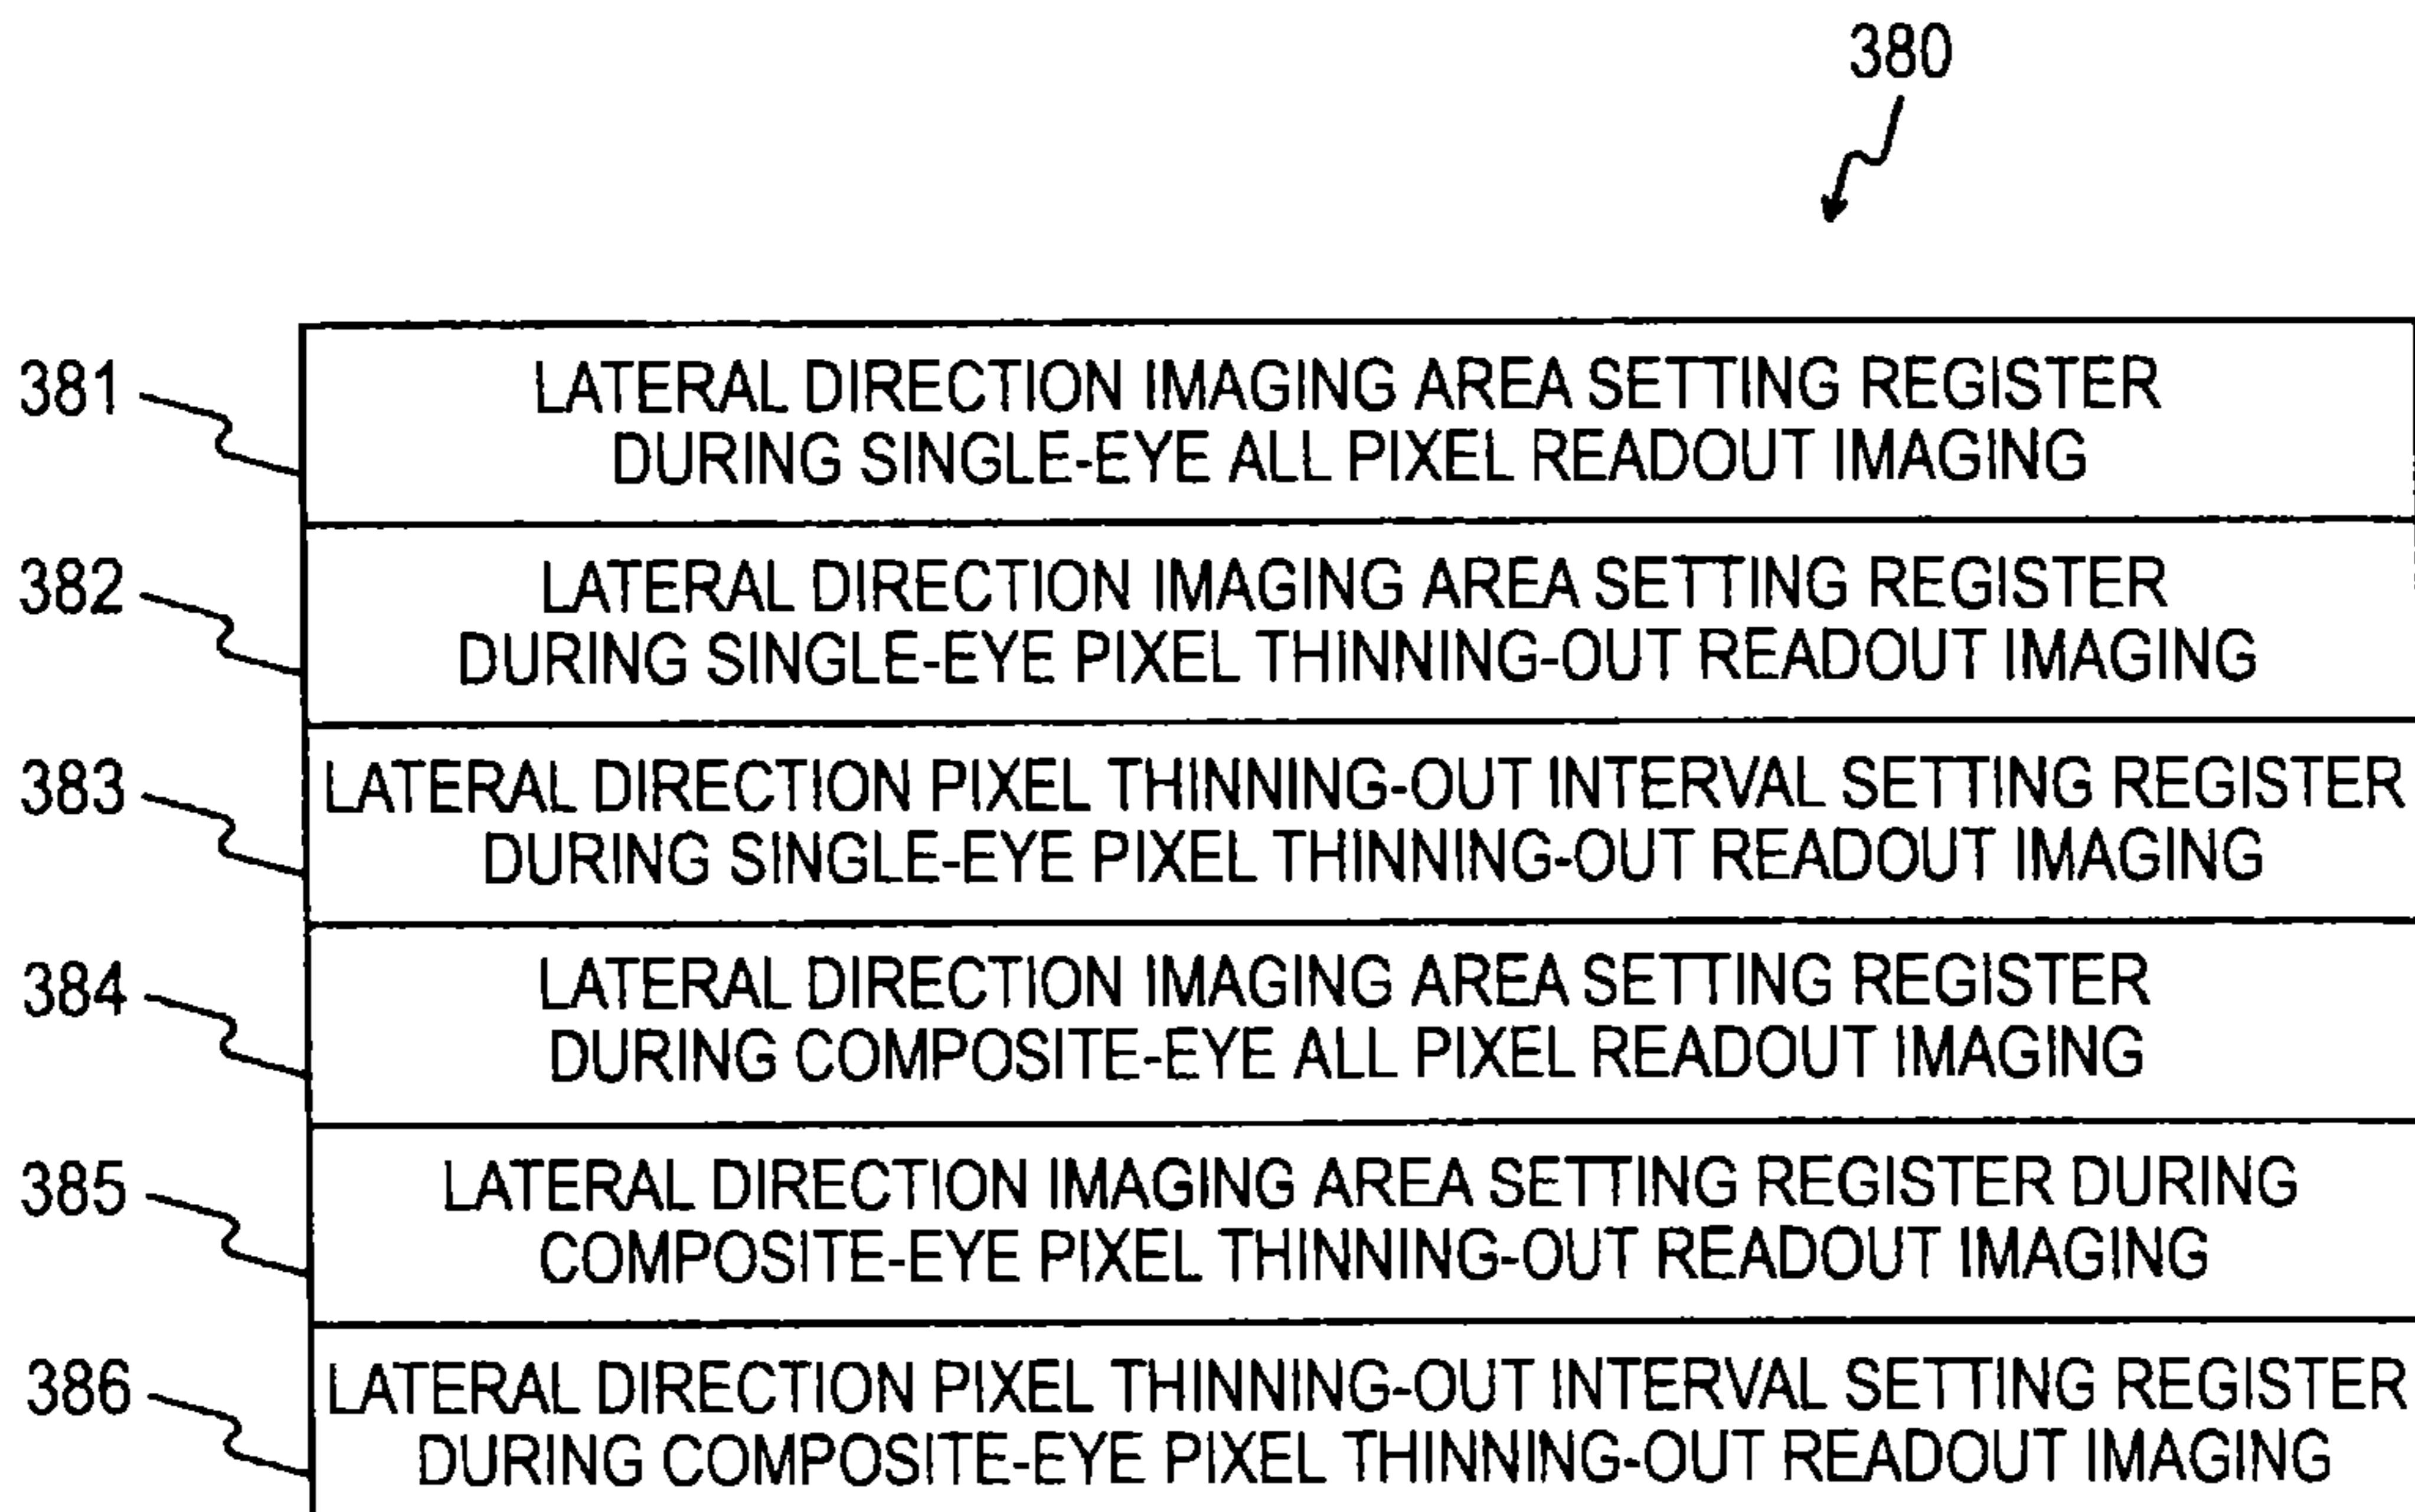 380
381
LATERAL DIRECTION IMAGING AREA SETTING REGISTER
DURING SINGLE-EYE ALL PIXEL READOUT IMAGING
382
LATERAL DIRECTION IMAGING AREA SETTING REGISTER
DURING SINGLE-EYE PIXEL THINNING-OUT READOUT IMAGING
383
LATERAL DIRECTION PIXEL THINNING-OUT INTERVAL SETTING REGISTER
DURING SINGLE-EYE PIXEL THINNING-OUT READOUT IMAGING
384
LATERAL DIRECTION IMAGING AREA SETTING REGISTER
DURING COMPOSITE-EYE ALL PIXEL READOUT IMAGING
385
LATERAL DIRECTION IMAGING AREA SETTING REGISTER DURING
COMPOSITE-EYE PIXEL THINNING-OUT READOUT IMAGING
386
LATERAL DIRECTION PIXEL THINNING-OUT INTERVAL SETTING REGISTER
DURING COMPOSITE-EYE PIXEL THINNING-OUT READOUT IMAGING